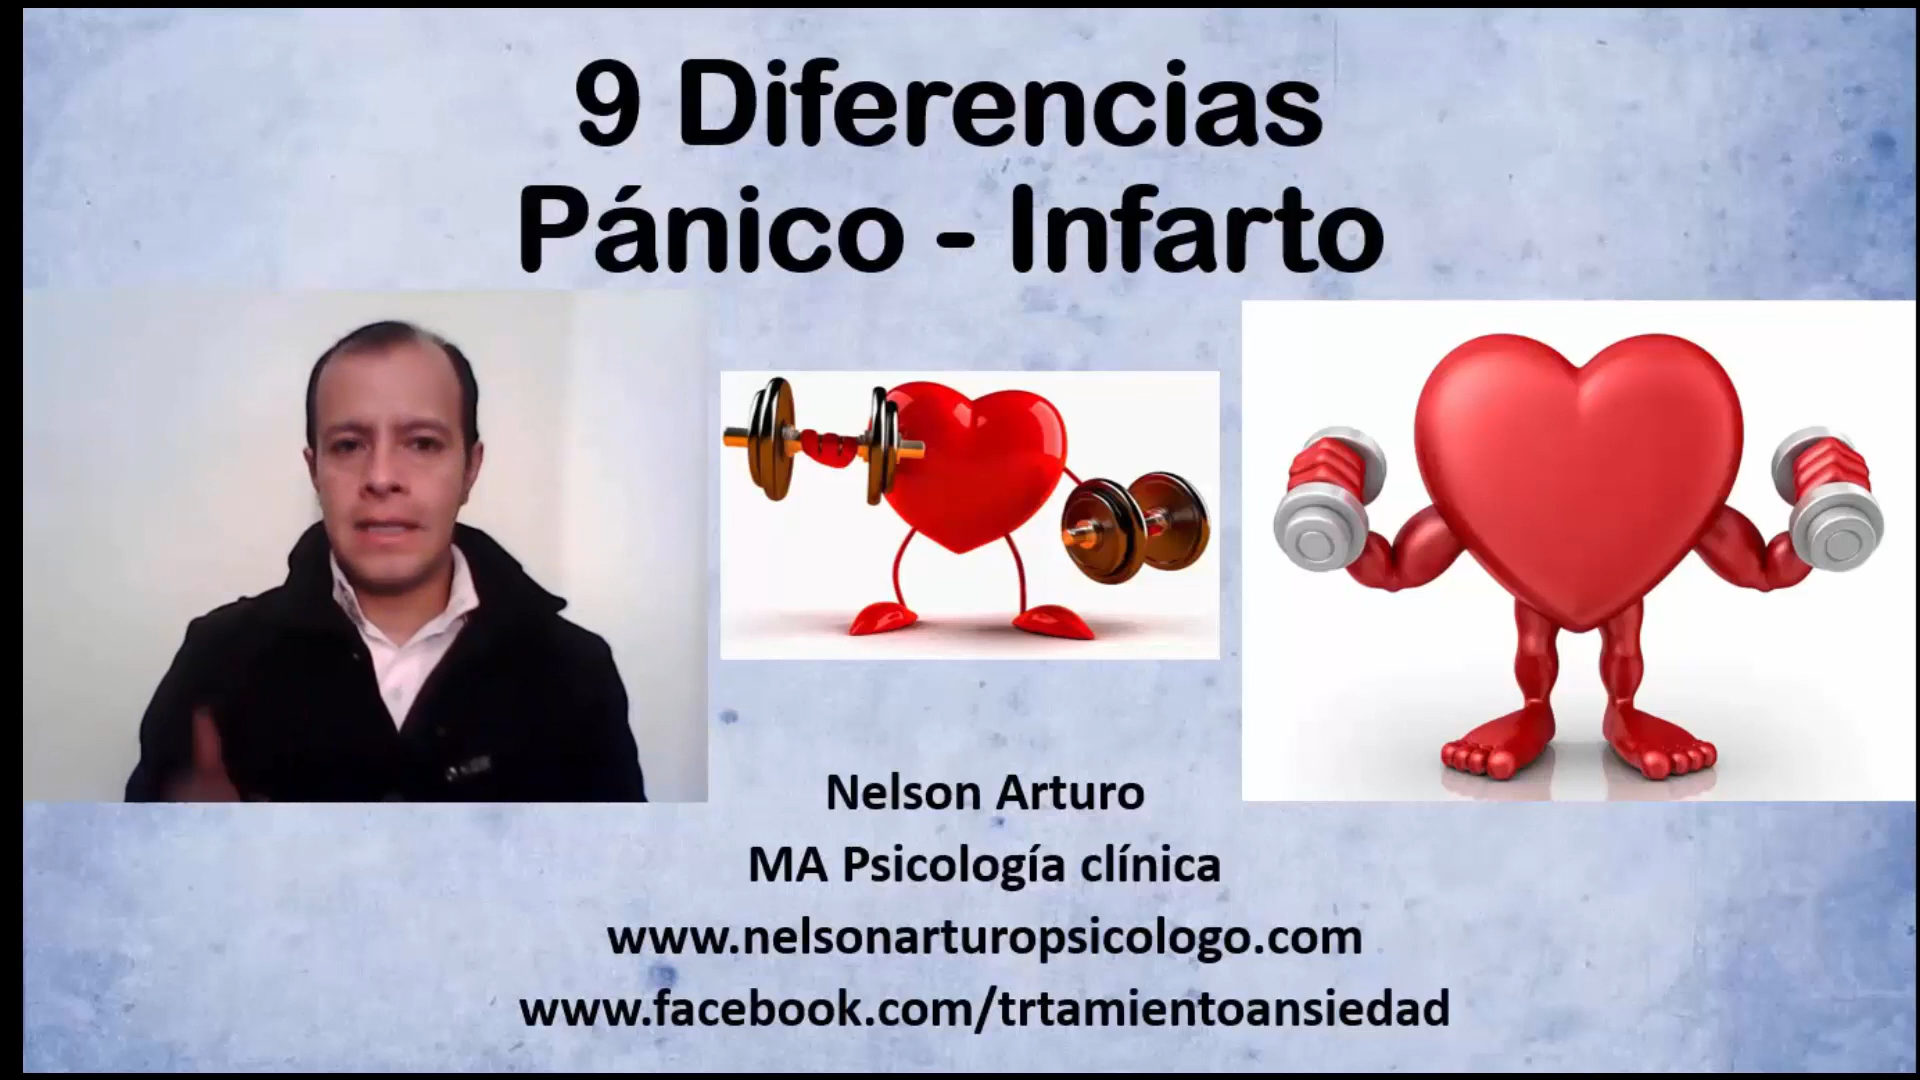 9 Diferencias
Pánico - Infarto
Nelson Arturo
MA Psicología clínica
www.nelsonarturopsicologo.com
www.facebook.com/trtamientoansiedad